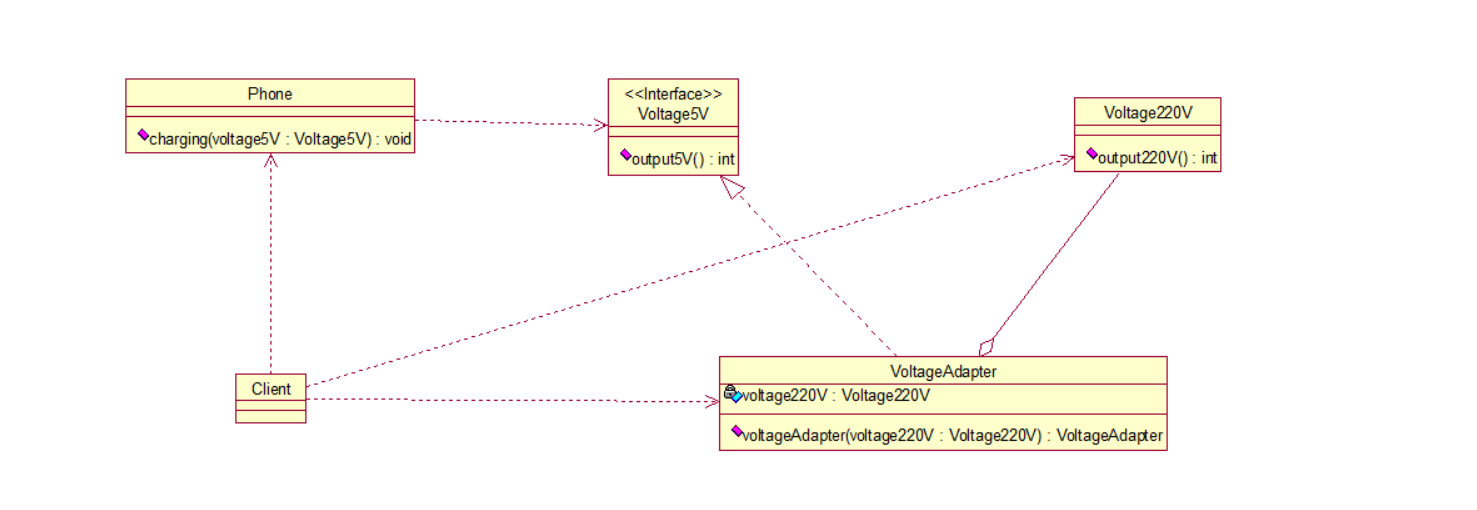 Phone
charging(voltage5V : Voltage5V) : void
<<Interface>>
Voltage5V
output5V() : int
Voltage220V
output220V() : int
Client
VoltageAdapter
voltage220V : Voltage220V
voltageAdapter(voltage220V : Voltage220V) : VoltageAdapter